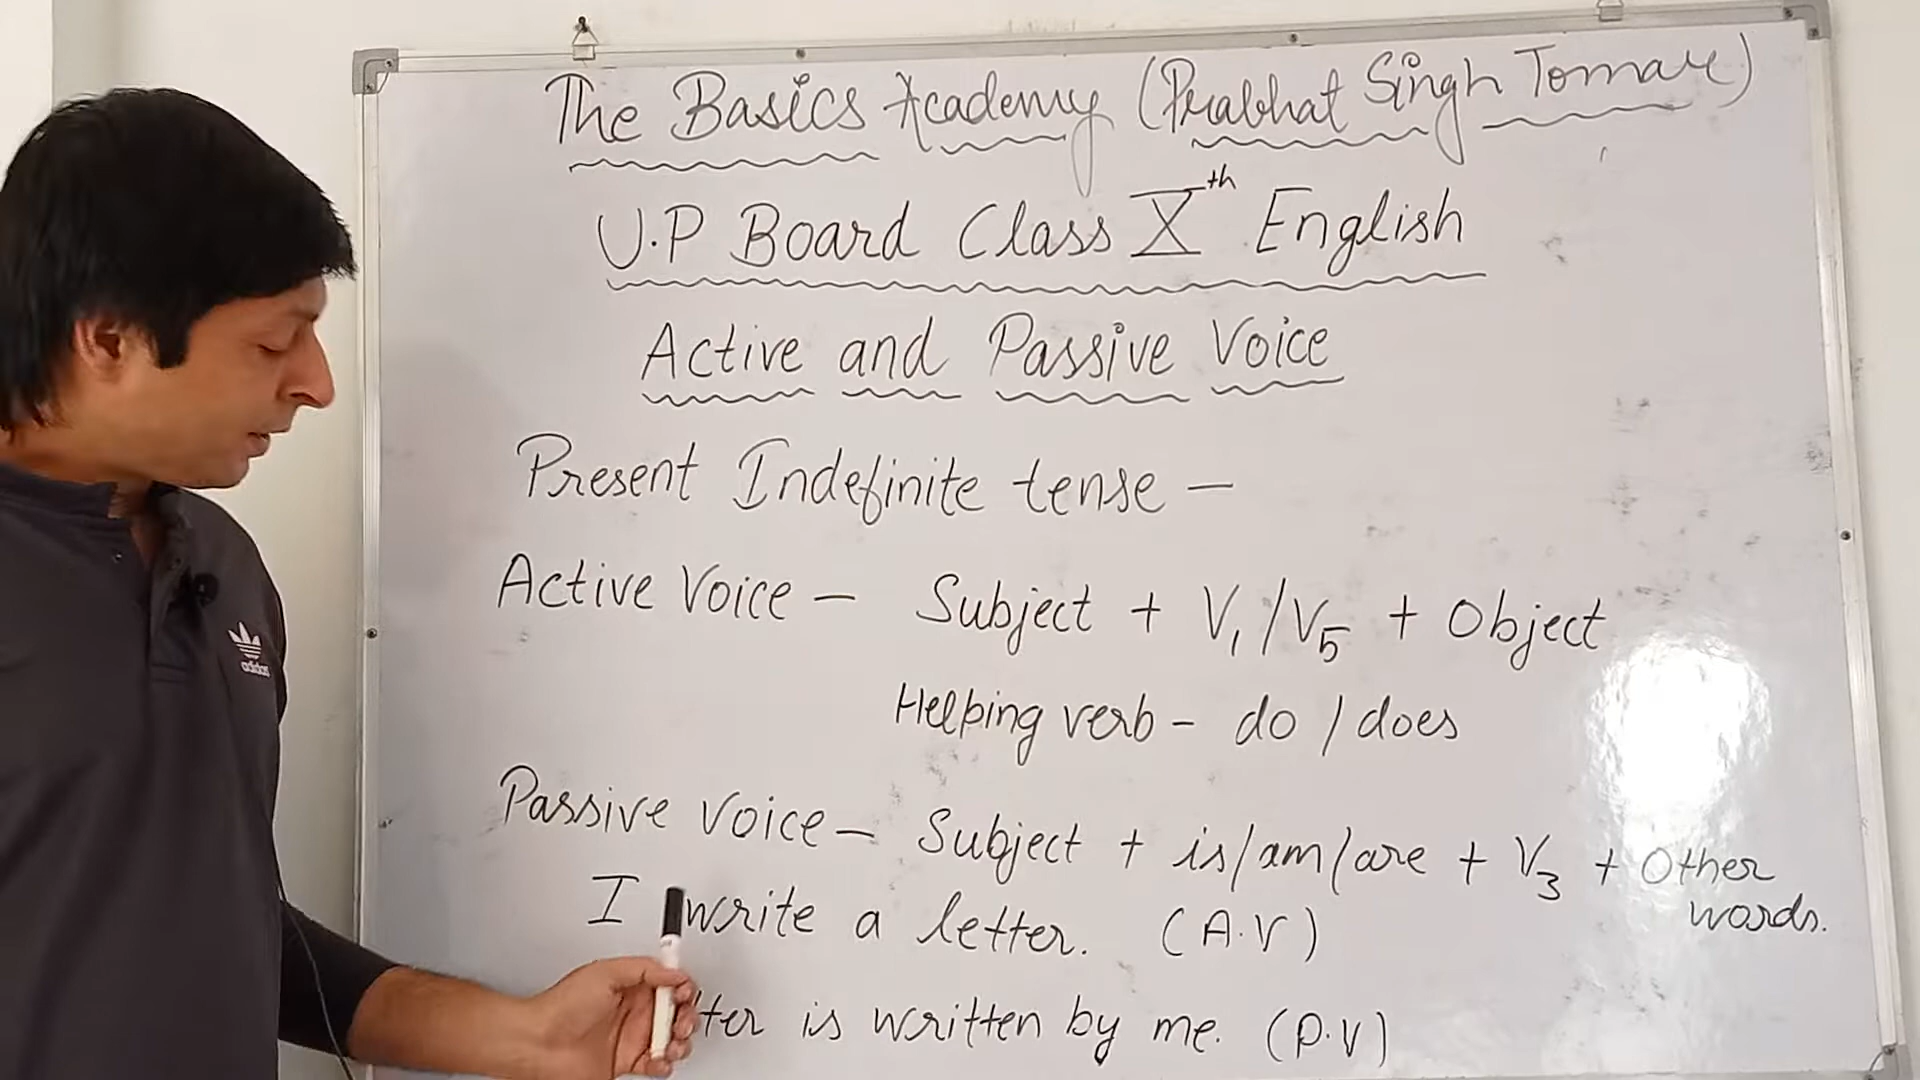 The Basics Academy (Prabhat Singh Tomar)
U.P Board Class Xth English
Active and Passive Voice
Present Indefinite tense —
Active Voice — Subject + V1/V5 + Object
Helping verb - do / does
Passive Voice — Subject + is/am/are + V3 + Other
words.
I write a letter. (A.V)
is written by me. (P.V)
adidas